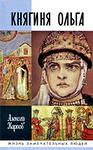 КНЯГИНЯ ОЛЬГА
Алексей
Карпов
ЖИЗНЬ ЗАМЕЧАТЕЛЬНЫХ ЛЮДЕЙ